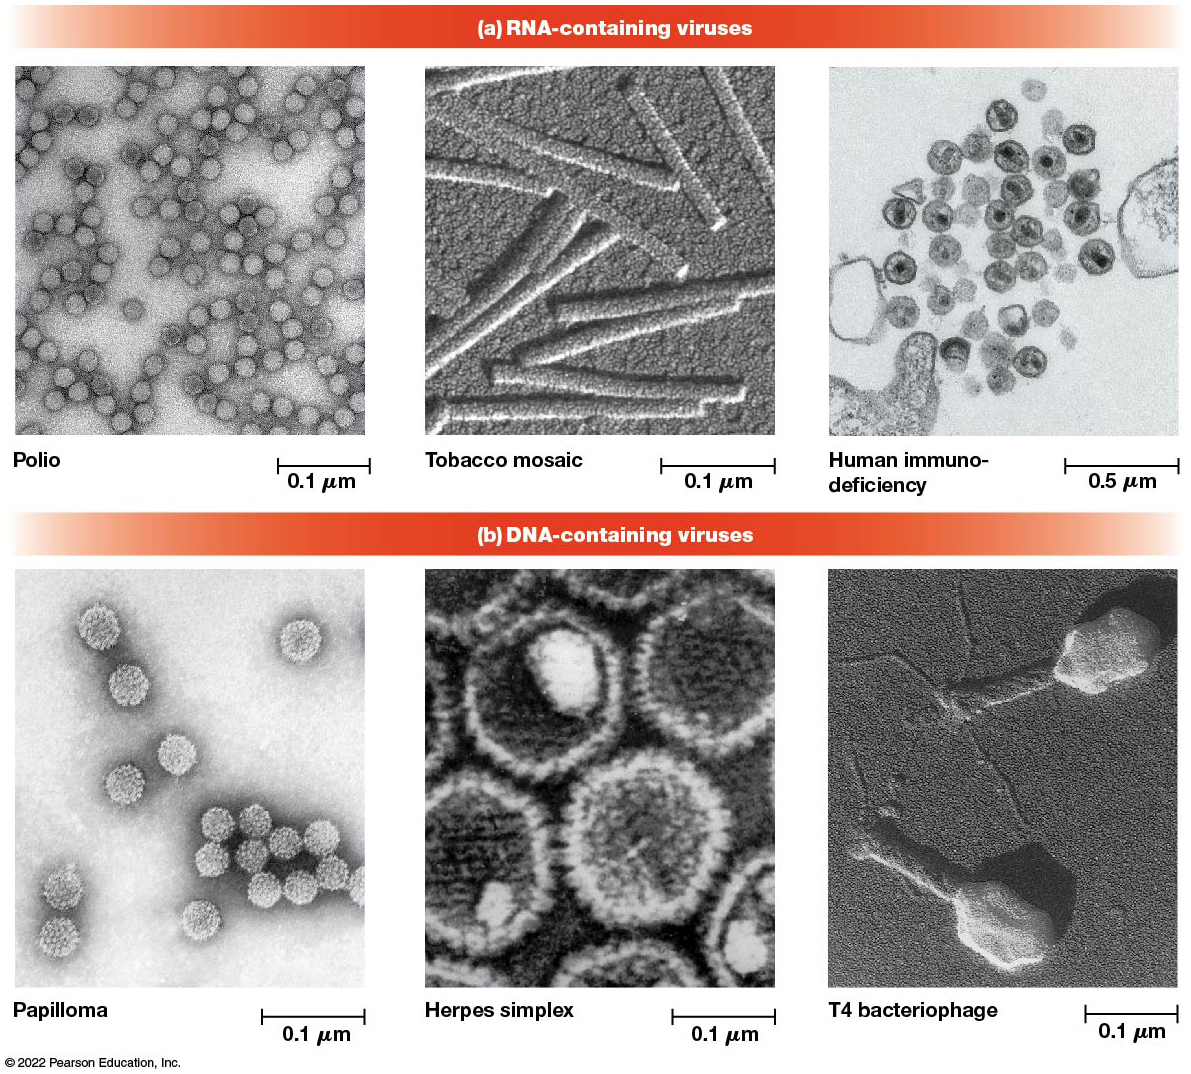 (a) RNA-containing viruses
Polio
0.1 μm
Tobacco mosaic
0.1 μm
Human immuno-
deficiency
0.5 μm
(b) DNA-containing viruses
Papilloma
0.1 μm
Herpes simplex
0.1 μm
T4 bacteriophage
0.1 μm
© 2022 Pearson Education, Inc.